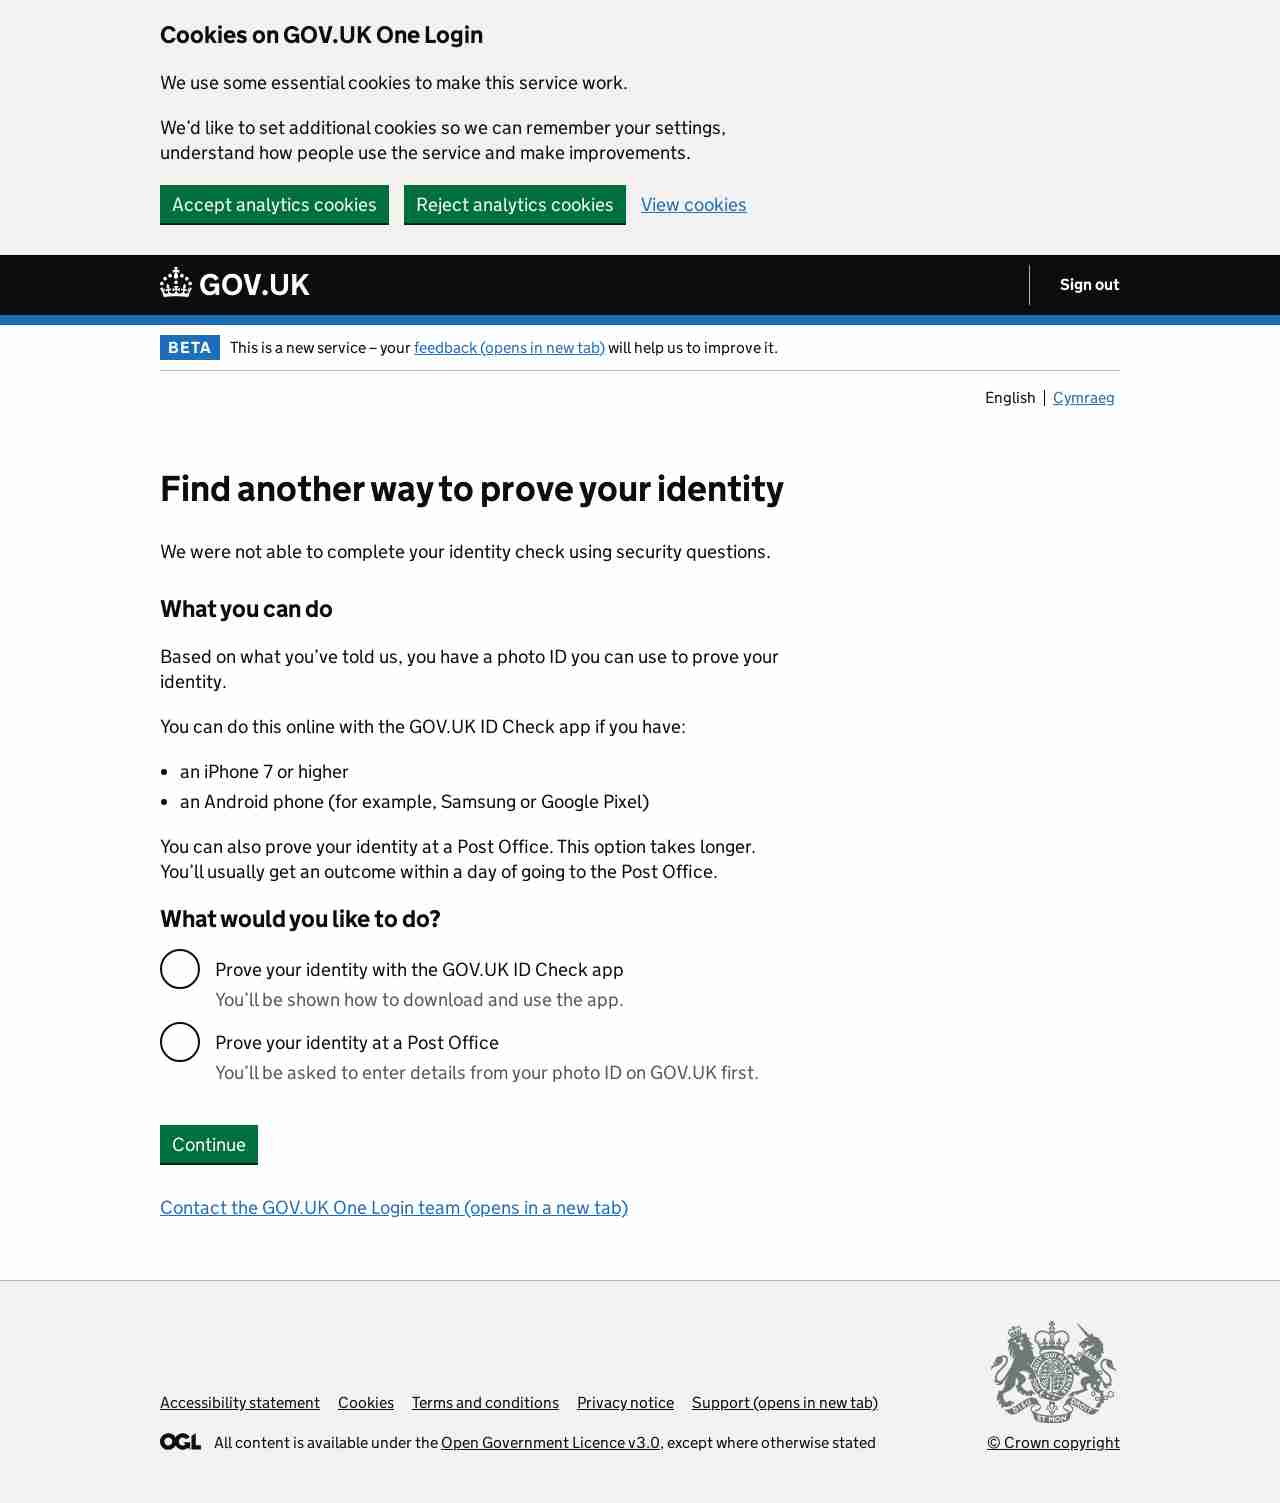 Cookies on GOV.UK One Login
We use some essential cookies to make this service work.
We’d like to set additional cookies so we can remember your settings,
understand how people use the service and make improvements.
Accept analytics cookies
Reject analytics cookies
View cookies
GOV.UK
Sign out
BETA
This is a new service – your feedback (opens in new tab) will help us to improve it.
English
Cymraeg
Find another way to prove your identity
We were not able to complete your identity check using security questions.
What you can do
Based on what you’ve told us, you have a photo ID you can use to prove your
identity.
You can do this online with the GOV.UK ID Check app if you have:
an iPhone 7 or higher
an Android phone (for example, Samsung or Google Pixel)
You can also prove your identity at a Post Office. This option takes longer.
You’ll usually get an outcome within a day of going to the Post Office.
What would you like to do?
Prove your identity with the GOV.UK ID Check app
You’ll be shown how to download and use the app.
Prove your identity at a Post Office
You’ll be asked to enter details from your photo ID on GOV.UK first.
Continue
Contact the GOV.UK One Login team (opens in a new tab)
Accessibility statement
Cookies
Terms and conditions
Privacy notice
Support (opens in new tab)
OGL
All content is available under the Open Government Licence v3.0, except where otherwise stated
© Crown copyright